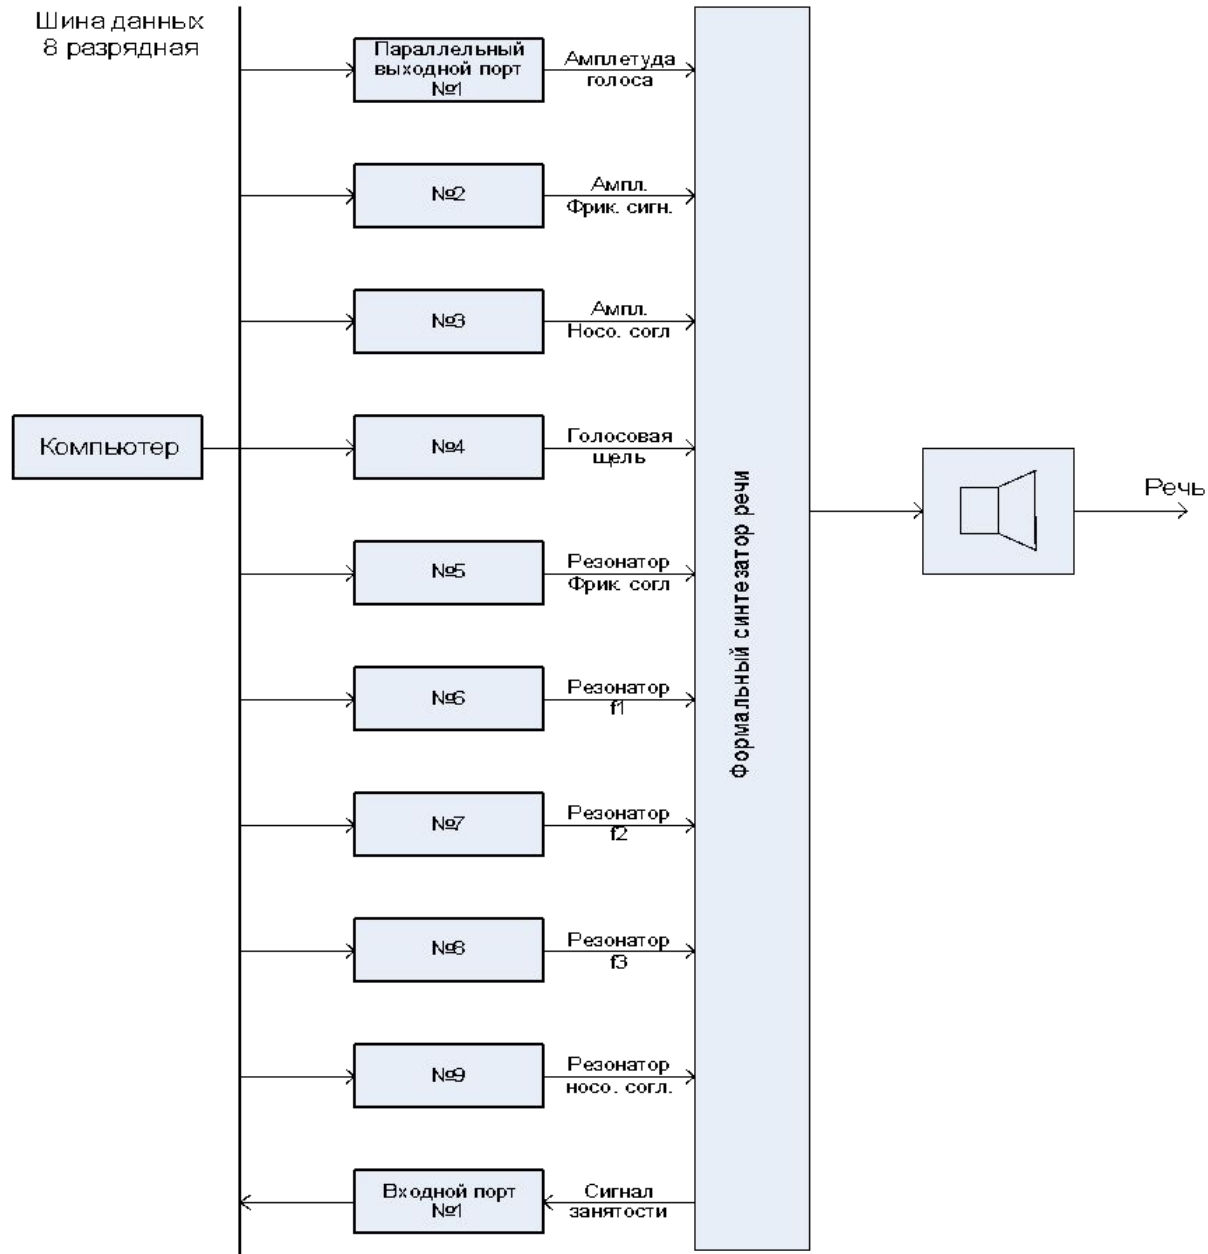 Шина данных
8 разрядная
Параллельный
выходной порт
№1
Амплетуда
голоса
№2
Ампл.
Фрик. сигн.
№3
Ампл.
Носо. согл
Компьютер
№4
Голосовая
щель
№5
Резонатор
Фрик. согл
Формальный синтезатор речи
Речь
№6
Резонатор
f1
№7
Резонатор
f2
№8
Резонатор
f3
№9
Резонатор
носо. согл.
Входной порт
№1
Сигнал
занятости